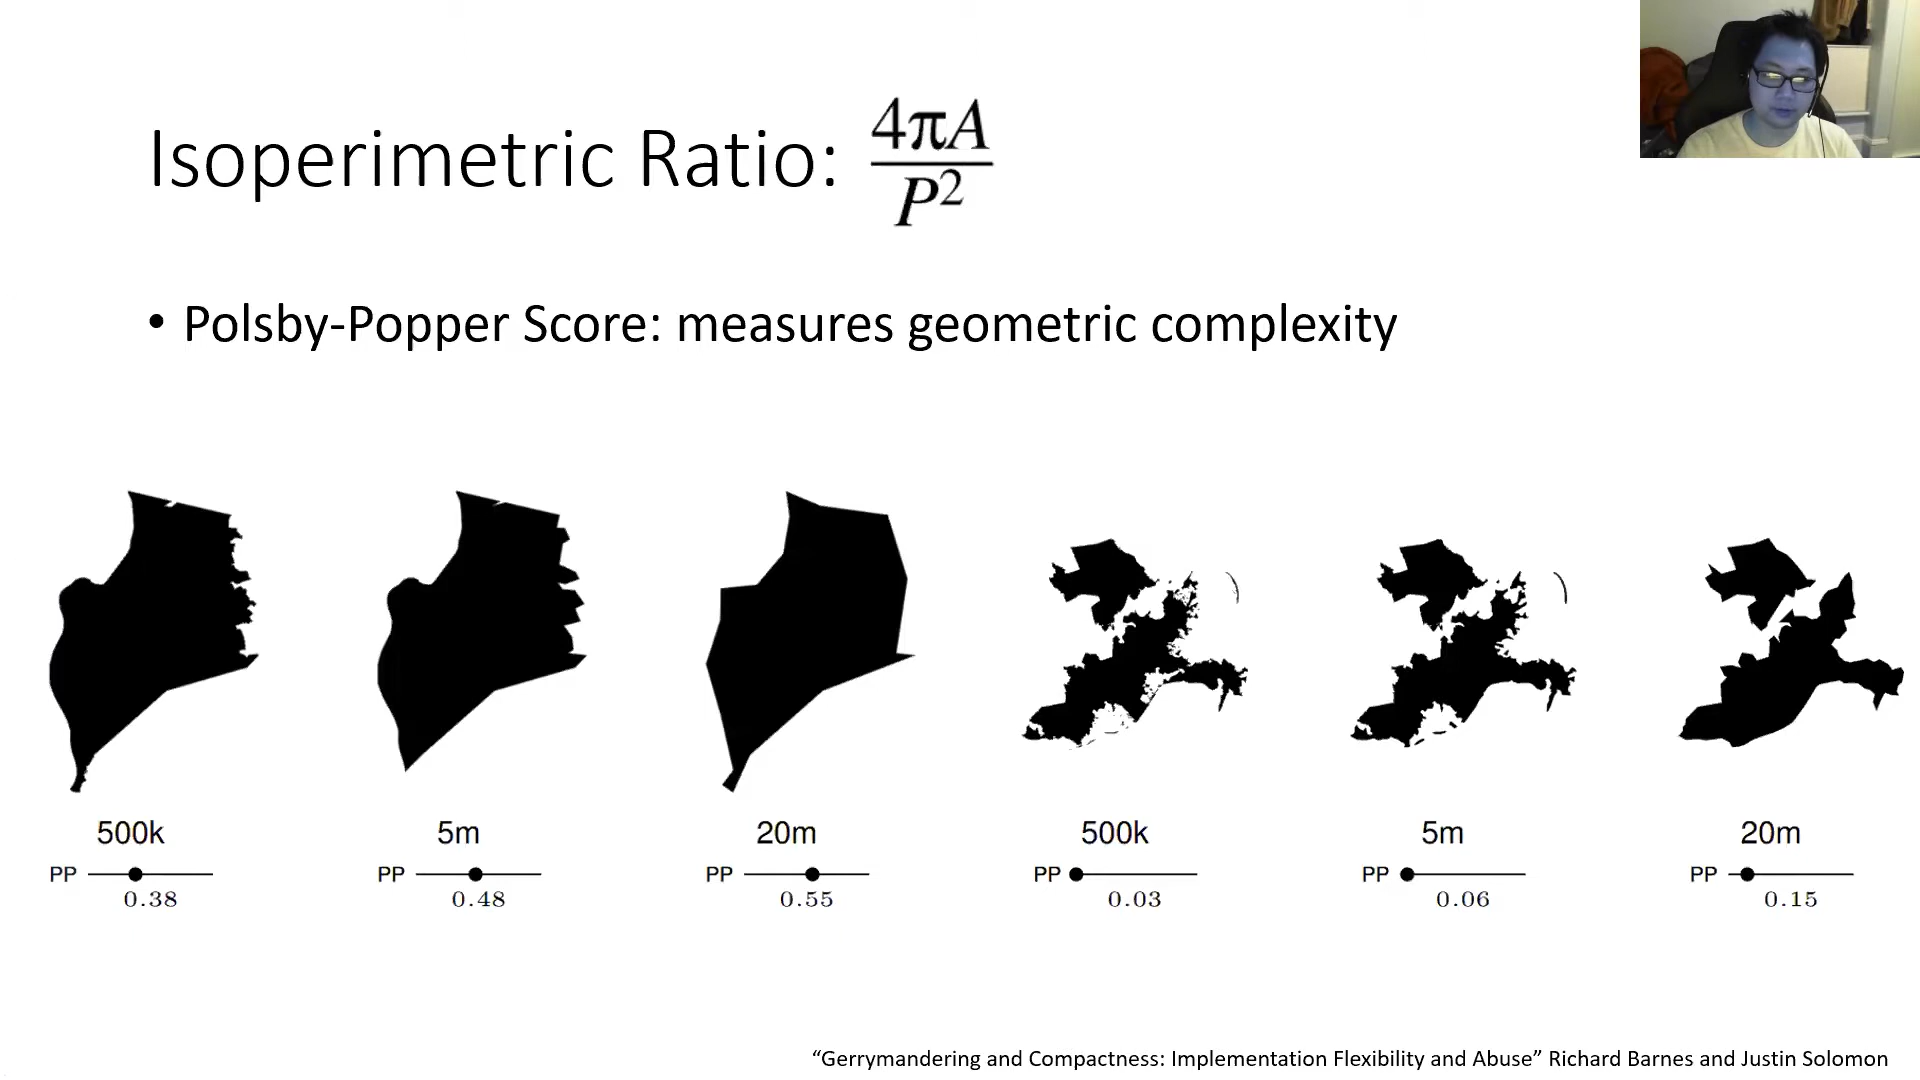 Isoperimetric Ratio: 4πA / P²
• Polsby-Popper Score: measures geometric complexity
500k 5m 20m 500k 5m 20m
PP PP PP PP PP PP
0.38 0.48 0.55 0.03 0.06 0.15
“Gerrymandering and Compactness: Implementation Flexibility and Abuse” Richard Barnes and Justin Solomon